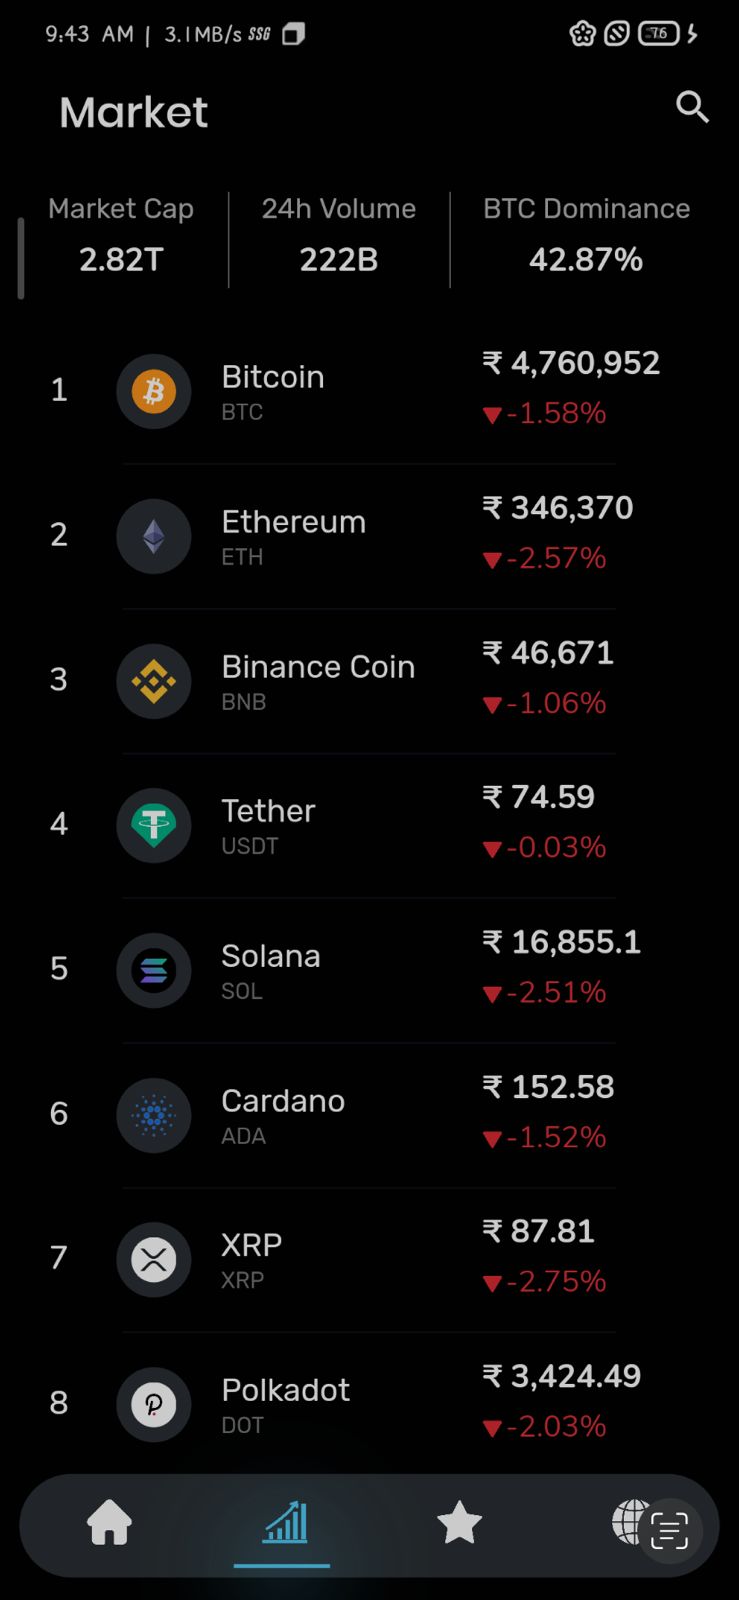 9:43 AM | 3.1MB/s SSG
76
Market
Market Cap 24h Volume BTC Dominance
2.82T 222B 42.87%
1 Bitcoin ₹ 4,760,952
BTC ▼-1.58%
2 Ethereum ₹ 346,370
ETH ▼-2.57%
3 Binance Coin ₹ 46,671
BNB ▼-1.06%
4 Tether ₹ 74.59
USDT ▼-0.03%
5 Solana ₹ 16,855.1
SOL ▼-2.51%
6 Cardano ₹ 152.58
ADA ▼-1.52%
7 XRP ₹ 87.81
XRP ▼-2.75%
8 Polkadot ₹ 3,424.49
DOT ▼-2.03%